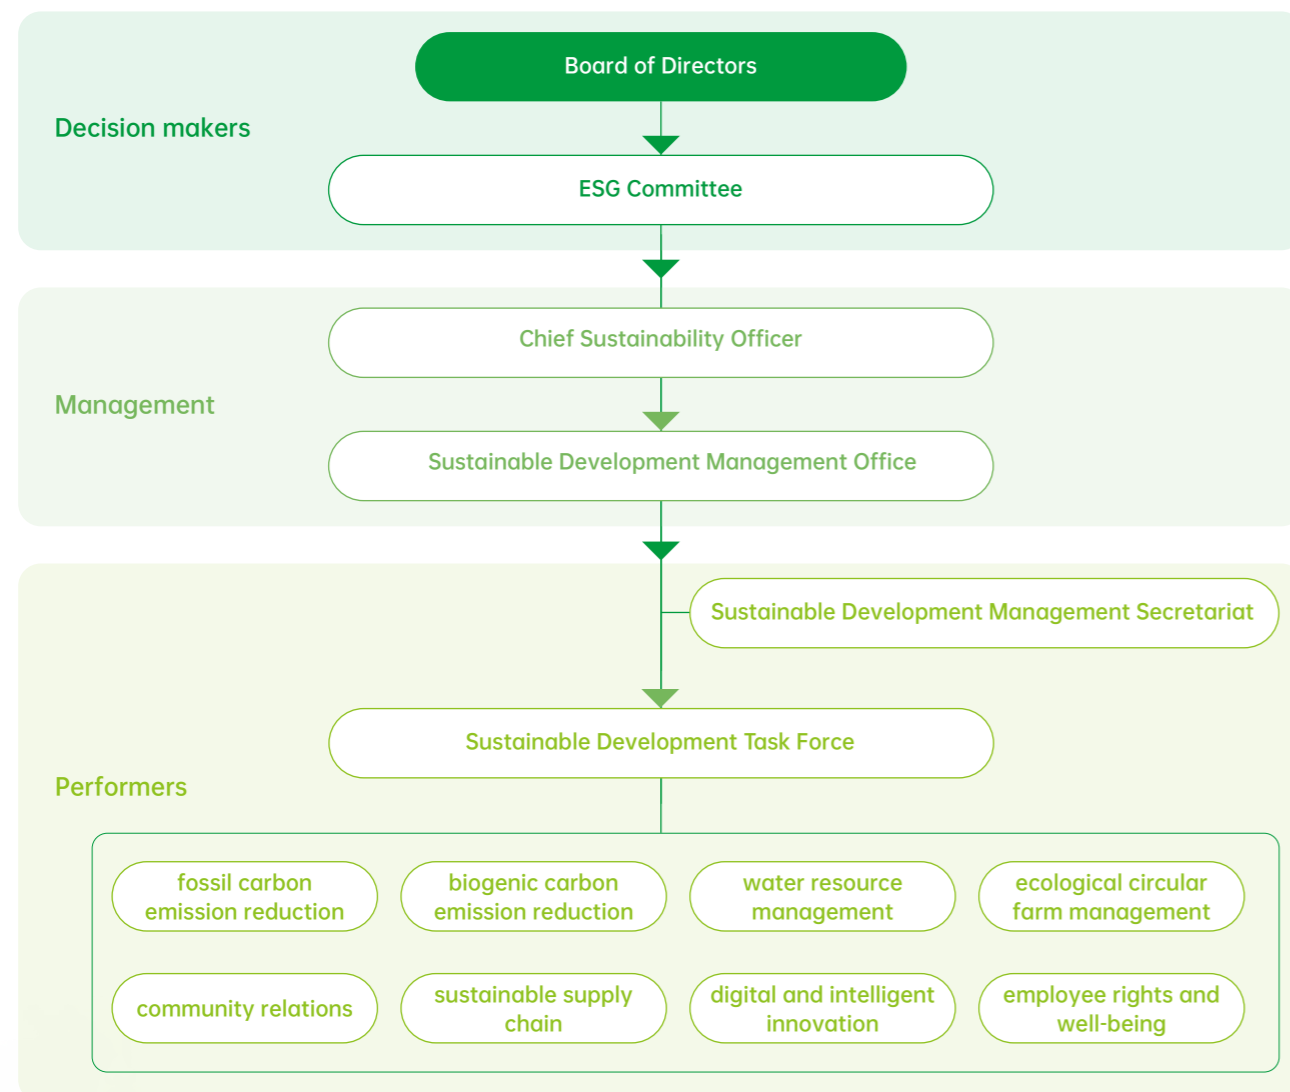 Board of Directors
Decision makers
ESG Committee
Chief Sustainability Officer
Management
Sustainable Development Management Office
Sustainable Development Management Secretariat
Sustainable Development Task Force
Performers
fossil carbon
emission reduction
biogenic carbon
emission reduction
water resource
management
ecological circular
farm management
community relations
sustainable supply
chain
digital and intelligent
innovation
employee rights and
well-being